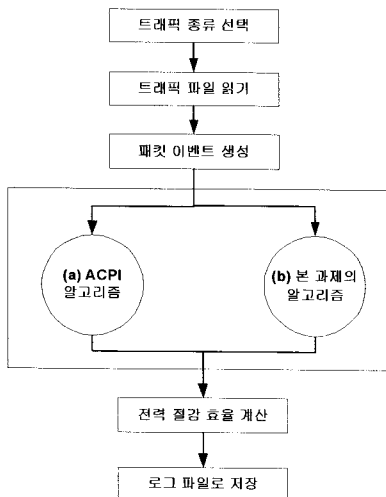 트래픽 종류 선택
트래픽 파일 읽기
패킷 이벤트 생성
(a) ACPI
알고리즘
(b) 본 과제의
알고리즘
전력 절감 효율 계산
로그 파일로 저장